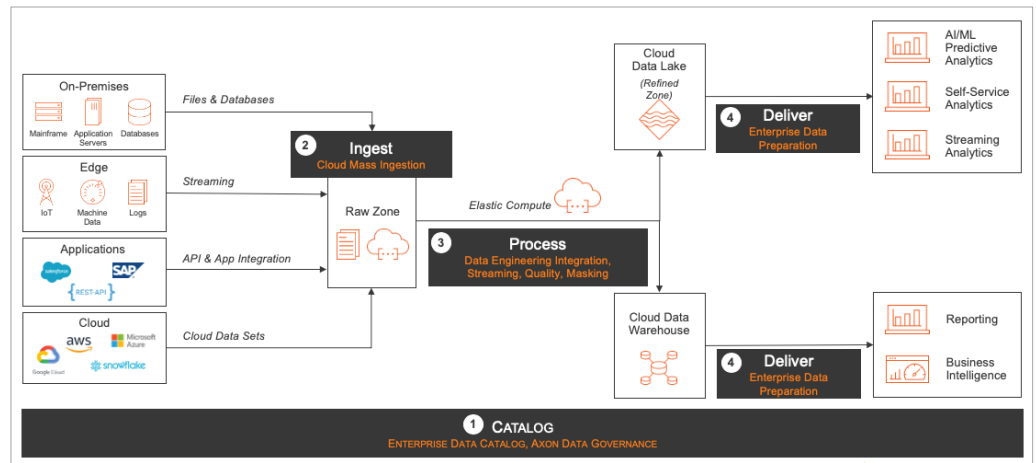 On-Premises
Mainframe
Application
Servers
Databases
Files & Databases
Edge
IoT
Machine
Data
Logs
Streaming
Applications
salesforce
SAP
{REST-API}
API & App Integration
Cloud
Google Cloud
aws
Microsoft
Azure
snowflake
Cloud Data Sets
2
Ingest
Cloud Mass Ingestion
Raw Zone
[...]
Elastic Compute
[...]
3
Process
Data Engineering Integration,
Streaming, Quality, Masking
Cloud
Data Lake
(Refined
Zone)
Cloud Data
Warehouse
4
Deliver
Enterprise Data
Preparation
4
Deliver
Enterprise Data
Preparation
AI/ML
Predictive
Analytics
Self-Service
Analytics
Streaming
Analytics
Reporting
Business
Intelligence
1
CATALOG
ENTERPRISE DATA CATALOG, AXON DATA GOVERNANCE